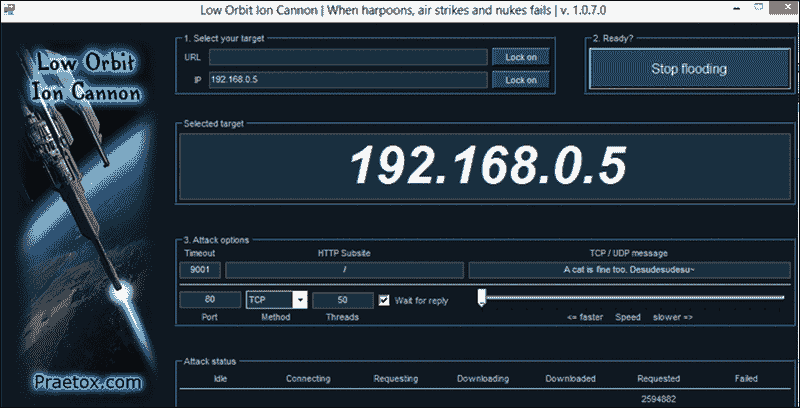 Low Orbit Ion Cannon | When harpoons, air strikes and nukes fails | v. 1.0.7.0
Low Orbit
Ion Cannon
1. Select your target
URL
Lock on
IP
192.168.0.5
Lock on
2. Ready?
Stop flooding
Selected target
192.168.0.5
3. Attack options
Timeout
HTTP Subsite
TCP / UDP message
9001
/
A cat is fine too. Desudesudesu~
80
TCP
50
Wait for reply
Port
Method
Threads
<= faster
Speed
slower =>
Attack status
Idle
Connecting
Requesting
Downloading
Downloaded
Requested
Failed
2594882
Praetox.com